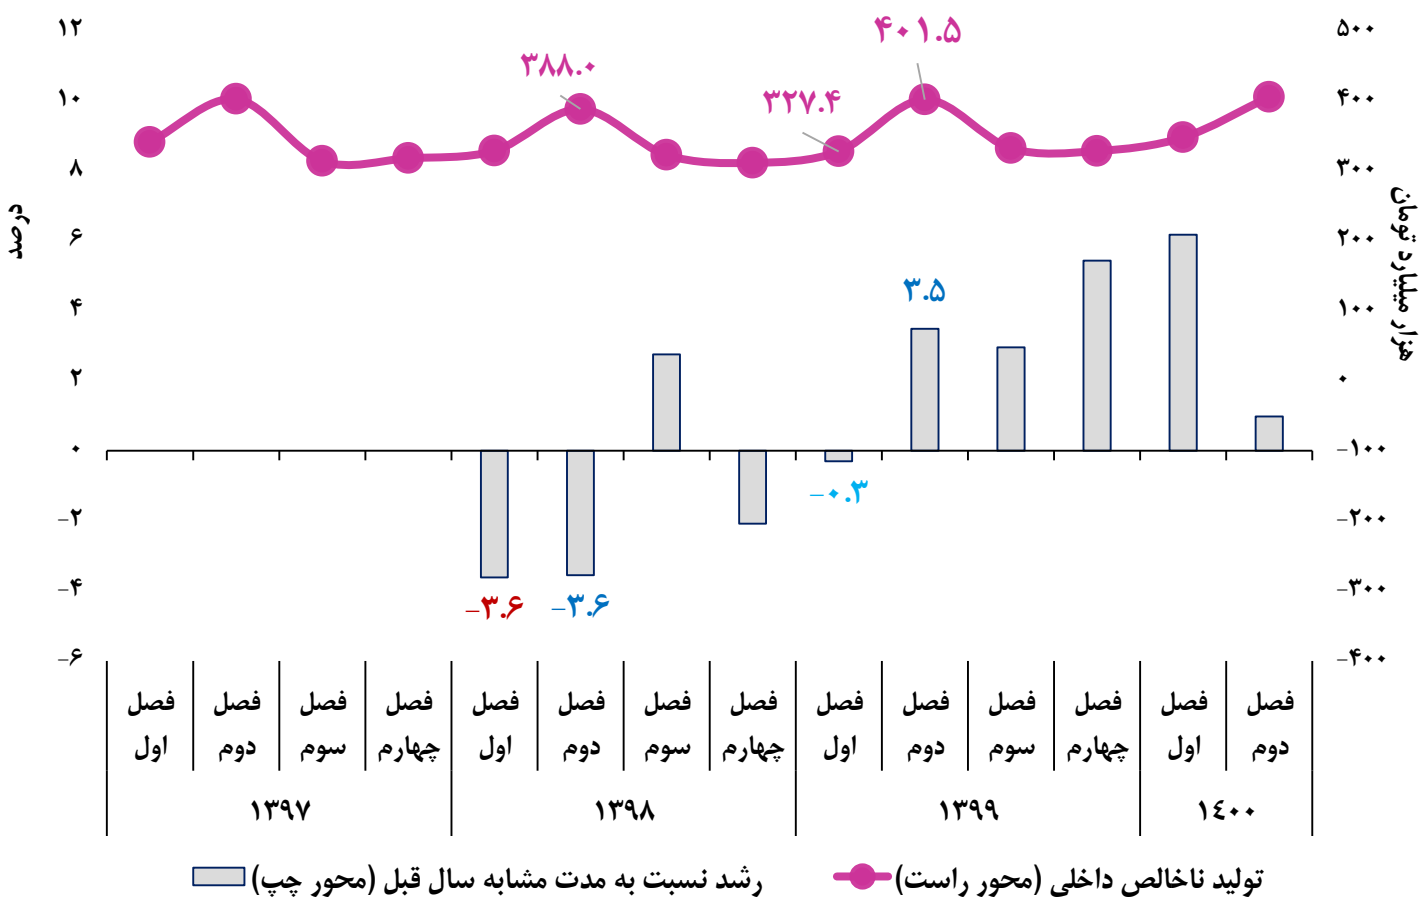 ۱۲
۱۰
۸
۶
۴
۲
۰
−۲
−۴
−۶
درصد
۵۰۰
۴۰۰
۳۰۰
۲۰۰
۱۰۰
۰
−۱۰۰
−۲۰۰
−۳۰۰
−۴۰۰
هزار میلیارد تومان
۳۸۸.۰
۳۲۷.۴
۴۰۱.۵
−۳.۶
−۳.۶
−۰.۳
۳.۵
فصل اول
فصل دوم
فصل سوم
فصل چهارم
فصل اول
فصل دوم
فصل سوم
فصل چهارم
فصل اول
فصل دوم
فصل سوم
فصل چهارم
فصل اول
فصل دوم
۱۳۹۷
۱۳۹۸
۱۳۹۹
۱٤۰۰
تولید ناخالص داخلی (محور راست)
رشد نسبت به مدت مشابه سال قبل (محور چپ)